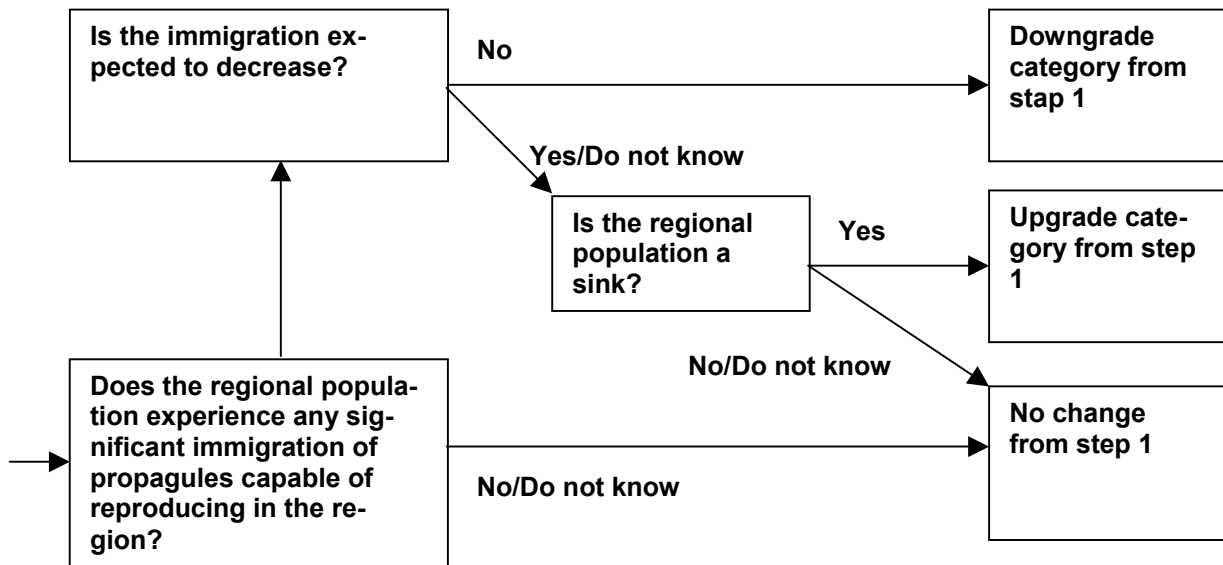 Is the immigration ex-
pected to decrease?
No
Downgrade
category from
stap 1
Yes/Do not know
Is the regional
population a
sink?
Yes
Upgrade cate-
gory from step
1
No/Do not know
Does the regional popula-
tion experience any sig-
nificant immigration of
propagules capable of
reproducing in the re-
gion?
No/Do not know
No change
from step 1